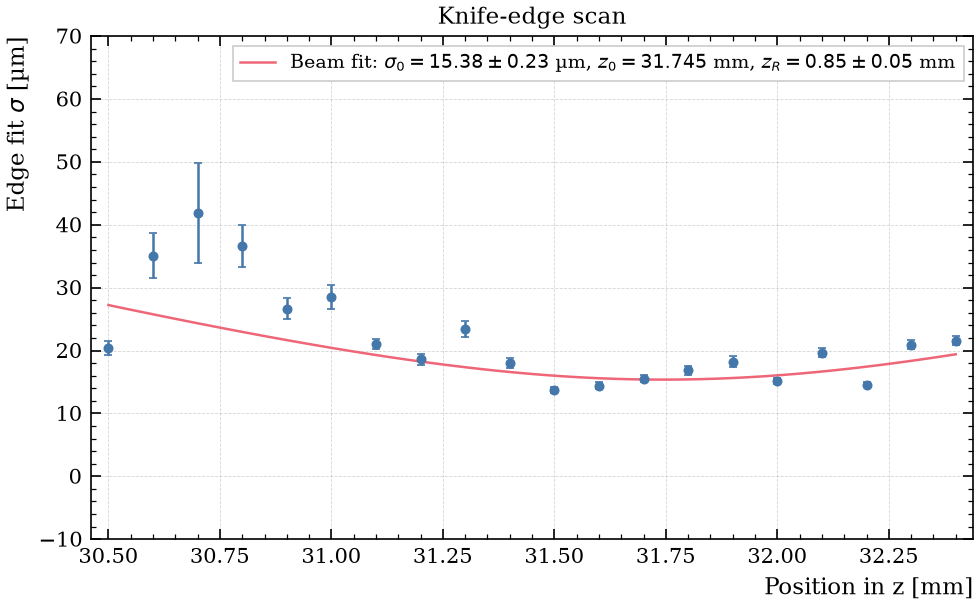 Knife-edge scan
Edge fit σ [µm]
Beam fit: σ₀ = 15.38 ± 0.23 µm, z₀ = 31.745 mm, z_R = 0.85 ± 0.05 mm
70
60
50
40
30
20
10
0
−10
30.50 30.75 31.00 31.25 31.50 31.75 32.00 32.25
Position in z [mm]